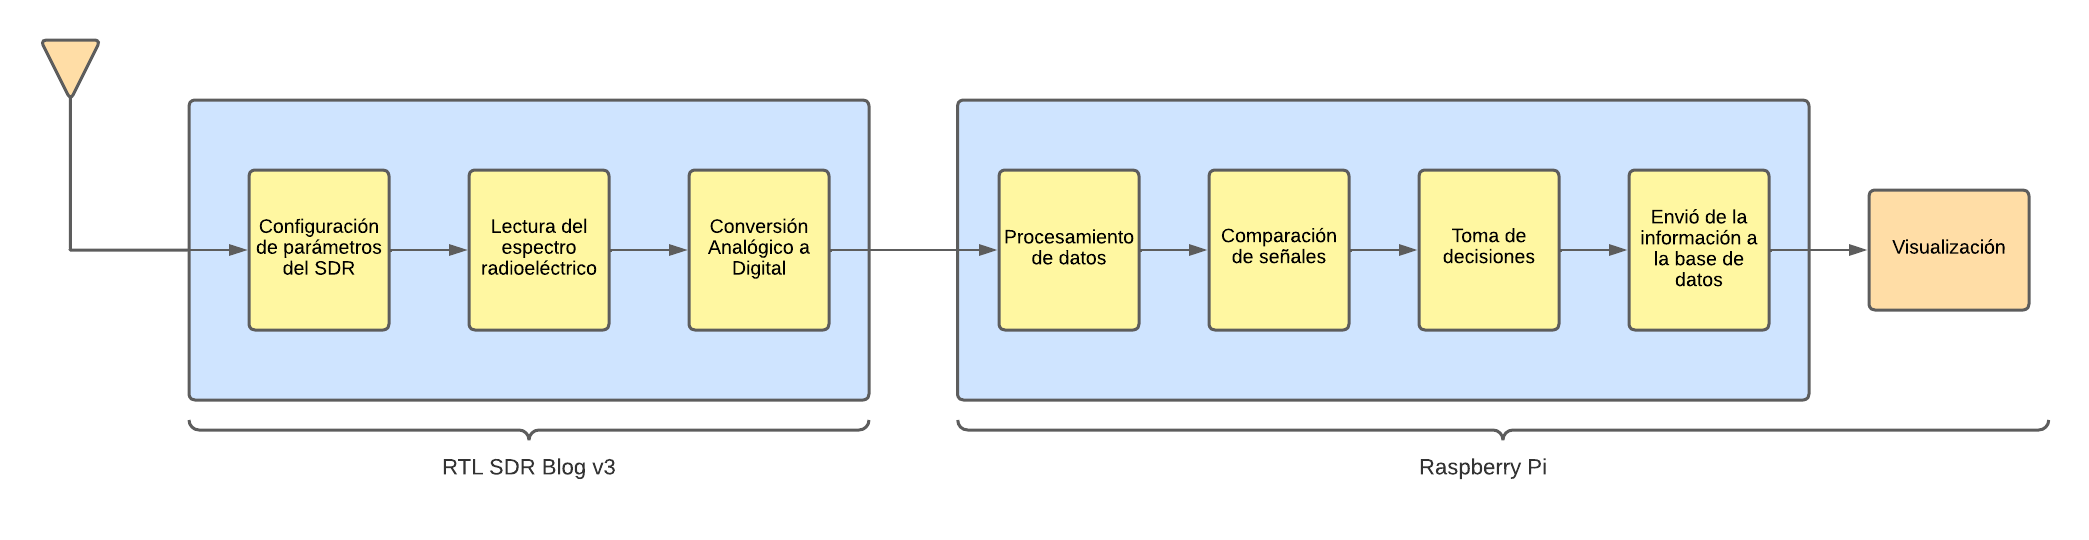 Configuración
de parámetros
del SDR
Lectura del
espectro
radioeléctrico
Conversión
Analógico a
Digital
Procesamiento
de datos
Comparación
de señales
Toma de
decisiones
Envió de la
información a
la base de
datos
Visualización
RTL SDR Blog v3
Raspberry Pi